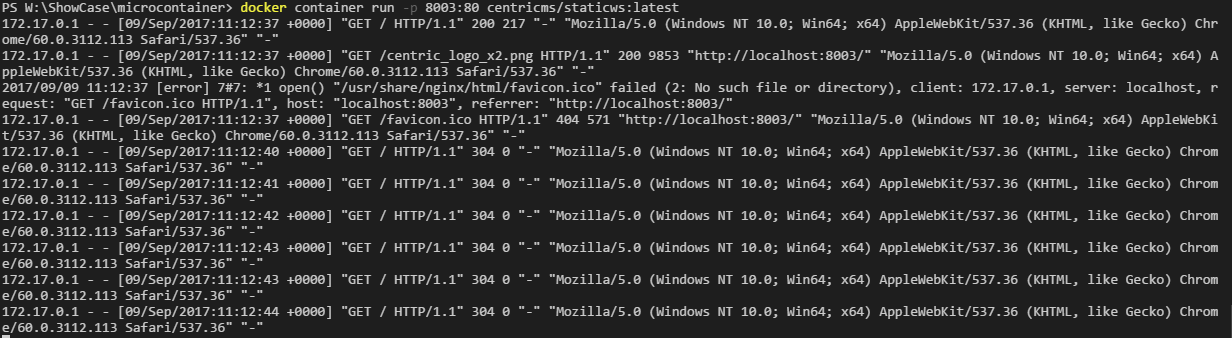 PS W:\ShowCase\microcontainer> docker container run -p 8003:80 centricms/staticws:latest
172.17.0.1 - - [09/Sep/2017:11:12:37 +0000] "GET / HTTP/1.1" 200 217 "-" "Mozilla/5.0 (Windows NT 10.0; Win64; x64) AppleWebKit/537.36 (KHTML, like Gecko) Chro
me/60.0.3112.113 Safari/537.36" "-"
172.17.0.1 - - [09/Sep/2017:11:12:37 +0000] "GET /centric_logo_x2.png HTTP/1.1" 200 9853 "http://localhost:8003/" "Mozilla/5.0 (Windows NT 10.0; Win64; x64) A
ppleWebKit/537.36 (KHTML, like Gecko) Chrome/60.0.3112.113 Safari/537.36" "-"
2017/09/09 11:12:37 [error] 7#7: *1 open() "/usr/share/nginx/html/favicon.ico" failed (2: No such file or directory), client: 172.17.0.1, server: localhost, r
equest: "GET /favicon.ico HTTP/1.1", host: "localhost:8003", referrer: "http://localhost:8003/"
172.17.0.1 - - [09/Sep/2017:11:12:37 +0000] "GET /favicon.ico HTTP/1.1" 404 571 "http://localhost:8003/" "Mozilla/5.0 (Windows NT 10.0; Win64; x64) AppleWebKi
t/537.36 (KHTML, like Gecko) Chrome/60.0.3112.113 Safari/537.36" "-"
172.17.0.1 - - [09/Sep/2017:11:12:40 +0000] "GET / HTTP/1.1" 304 0 "-" "Mozilla/5.0 (Windows NT 10.0; Win64; x64) AppleWebKit/537.36 (KHTML, like Gecko) Chrom
e/60.0.3112.113 Safari/537.36" "-"
172.17.0.1 - - [09/Sep/2017:11:12:41 +0000] "GET / HTTP/1.1" 304 0 "-" "Mozilla/5.0 (Windows NT 10.0; Win64; x64) AppleWebKit/537.36 (KHTML, like Gecko) Chrom
e/60.0.3112.113 Safari/537.36" "-"
172.17.0.1 - - [09/Sep/2017:11:12:42 +0000] "GET / HTTP/1.1" 304 0 "-" "Mozilla/5.0 (Windows NT 10.0; Win64; x64) AppleWebKit/537.36 (KHTML, like Gecko) Chrom
e/60.0.3112.113 Safari/537.36" "-"
172.17.0.1 - - [09/Sep/2017:11:12:43 +0000] "GET / HTTP/1.1" 304 0 "-" "Mozilla/5.0 (Windows NT 10.0; Win64; x64) AppleWebKit/537.36 (KHTML, like Gecko) Chrom
e/60.0.3112.113 Safari/537.36" "-"
172.17.0.1 - - [09/Sep/2017:11:12:43 +0000] "GET / HTTP/1.1" 304 0 "-" "Mozilla/5.0 (Windows NT 10.0; Win64; x64) AppleWebKit/537.36 (KHTML, like Gecko) Chrom
e/60.0.3112.113 Safari/537.36" "-"
172.17.0.1 - - [09/Sep/2017:11:12:44 +0000] "GET / HTTP/1.1" 304 0 "-" "Mozilla/5.0 (Windows NT 10.0; Win64; x64) AppleWebKit/537.36 (KHTML, like Gecko) Chrom
e/60.0.3112.113 Safari/537.36" "-"